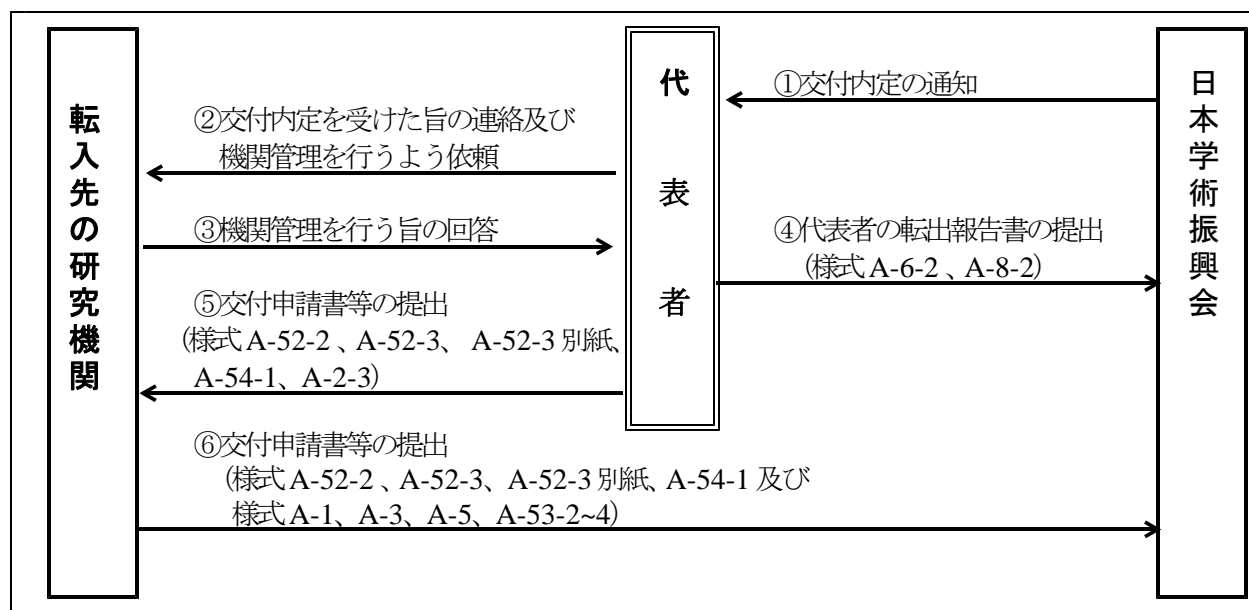 転入先の研究機関
代表者
日本学術振興会
①交付内定の通知
②交付内定を受けた旨の連絡及び
機関管理を行うよう依頼
③機関管理を行う旨の回答
④代表者の転出報告書の提出
(様式 A-6-2 、A-8-2)
⑤交付申請書等の提出
(様式 A-52-2 、A-52-3、 A-52-3 別紙、
A-54-1、A-2-3)
⑥交付申請書等の提出
(様式 A-52-2 、A-52-3、A-52-3 別紙、A-54-1 及び
様式 A-1、A-3、A-5、A-53-2~4)